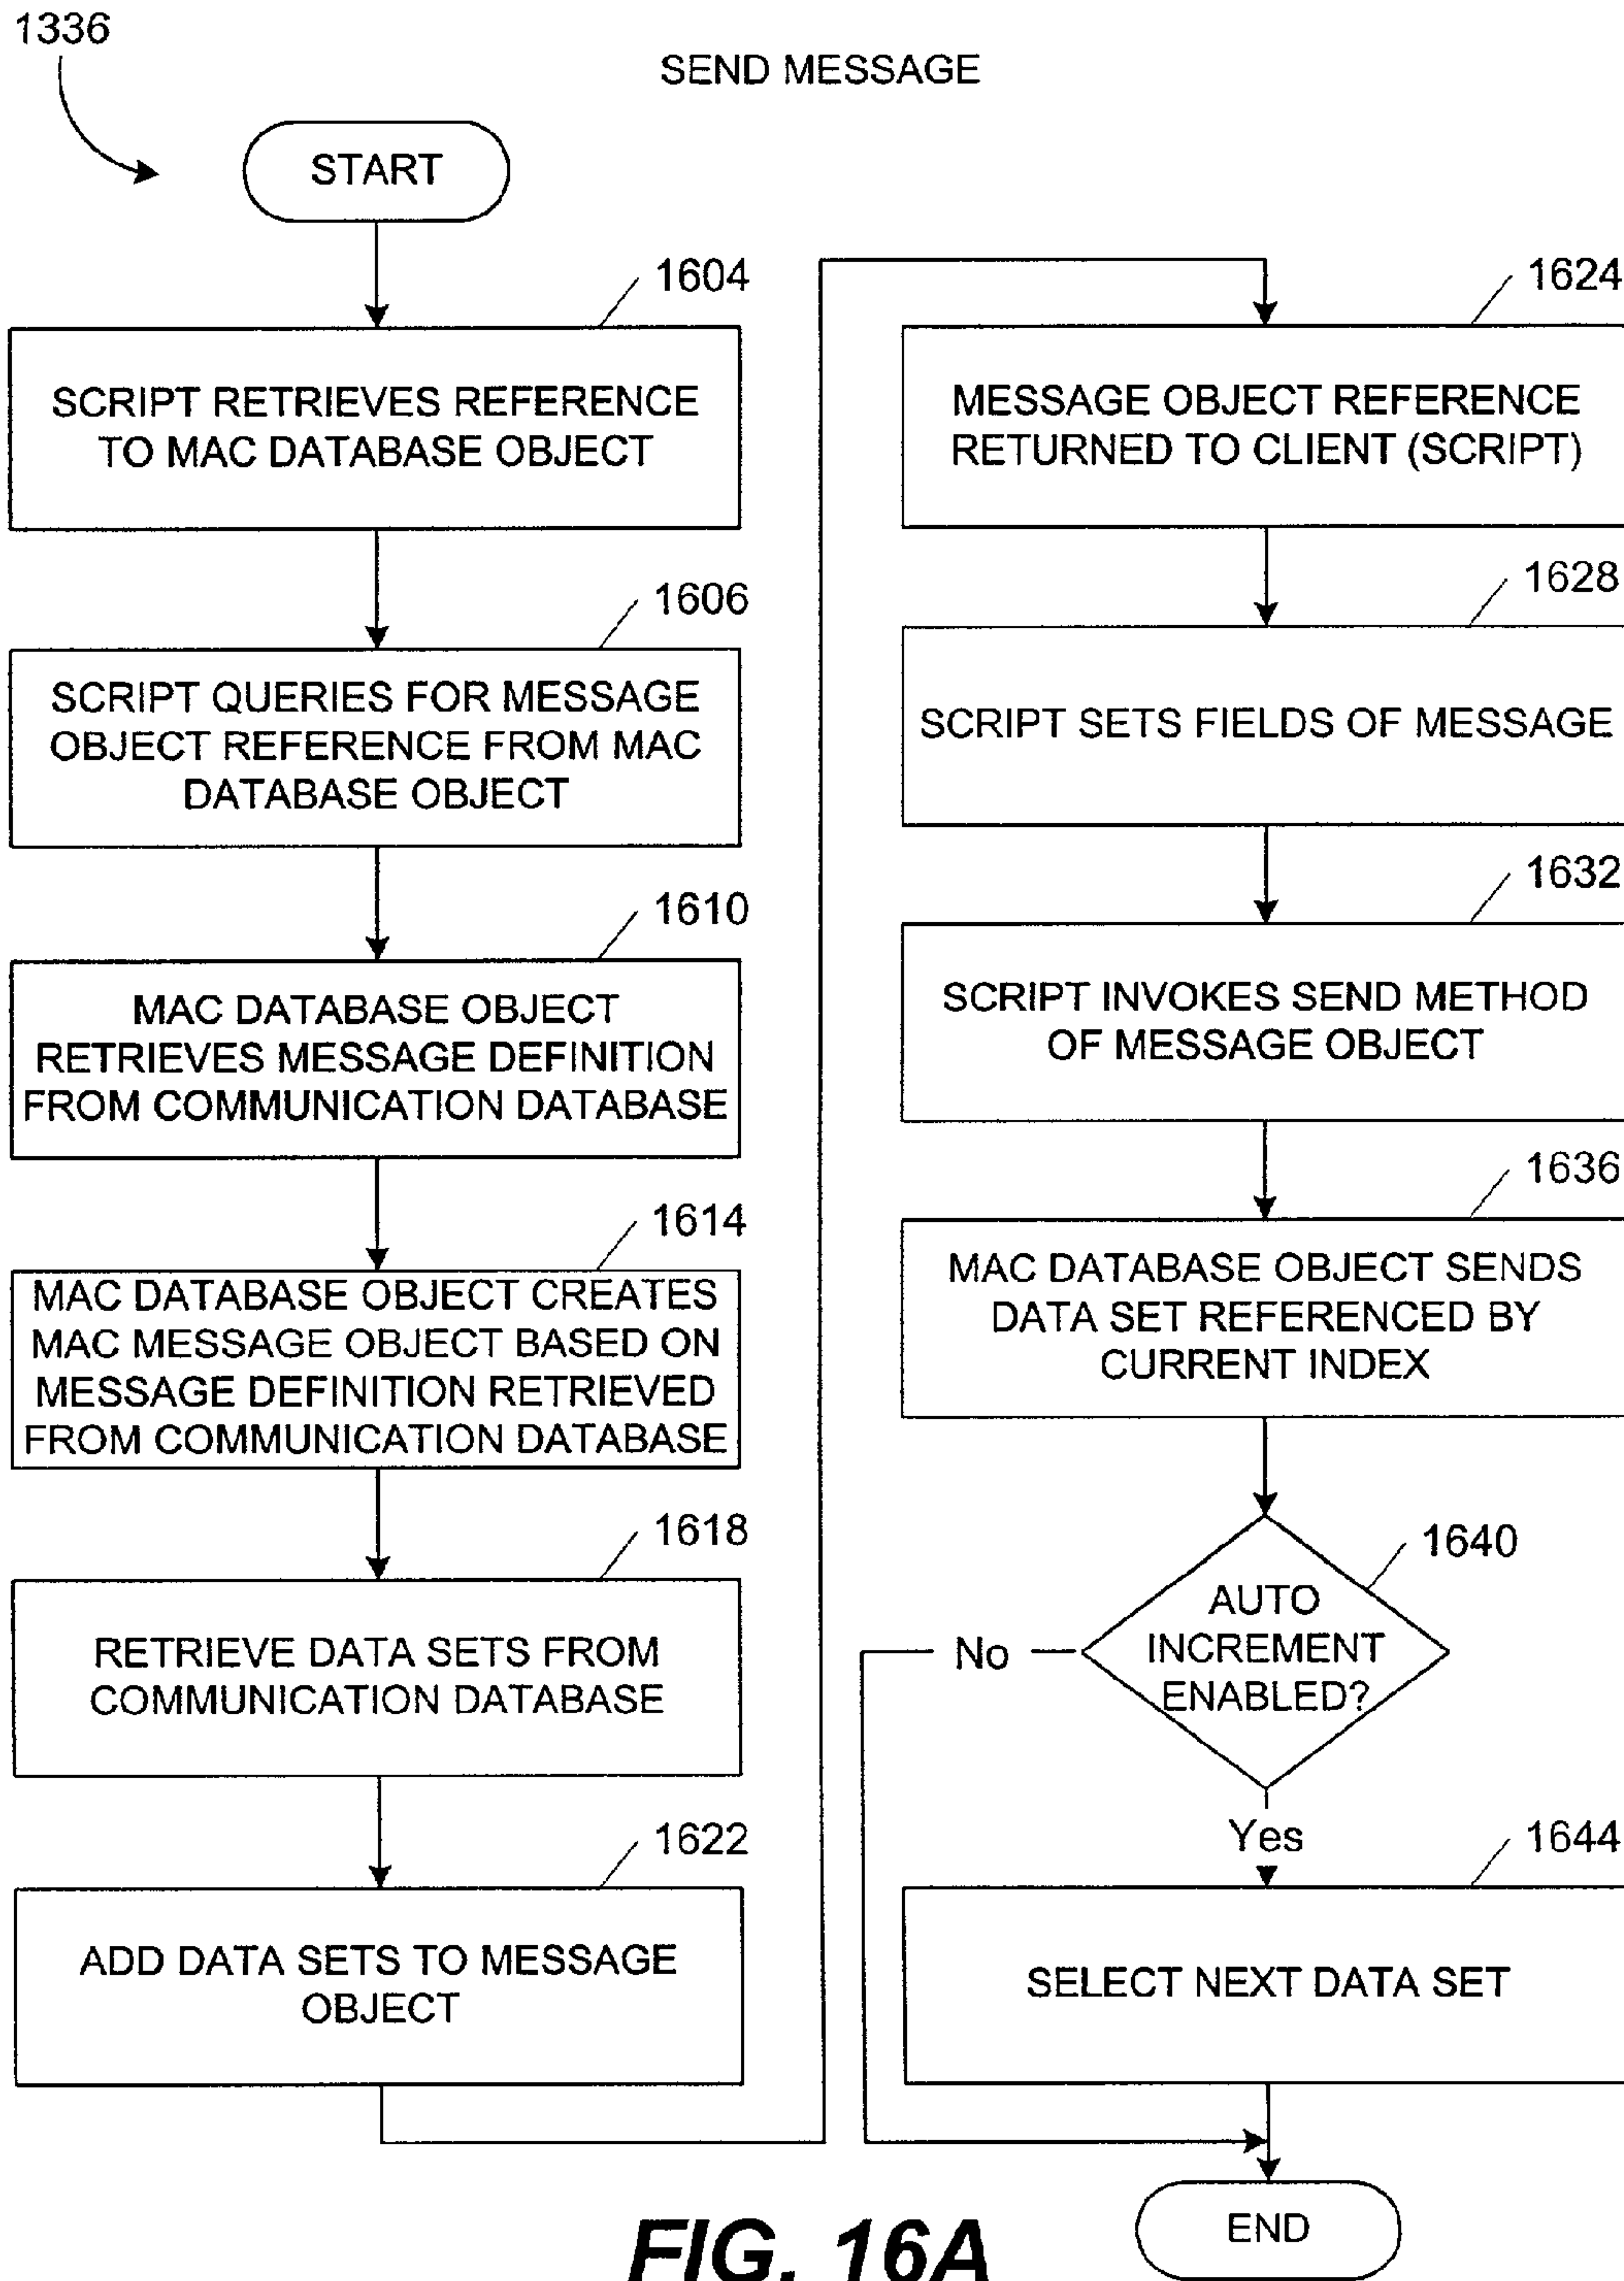 1336
SEND MESSAGE
START
1604
SCRIPT RETRIEVES REFERENCE
TO MAC DATABASE OBJECT
1606
SCRIPT QUERIES FOR MESSAGE
OBJECT REFERENCE FROM MAC
DATABASE OBJECT
1610
MAC DATABASE OBJECT
RETRIEVES MESSAGE DEFINITION
FROM COMMUNICATION DATABASE
1614
MAC DATABASE OBJECT CREATES
MAC MESSAGE OBJECT BASED ON
MESSAGE DEFINITION RETRIEVED
FROM COMMUNICATION DATABASE
1618
RETRIEVE DATA SETS FROM
COMMUNICATION DATABASE
1622
ADD DATA SETS TO MESSAGE
OBJECT
1624
MESSAGE OBJECT REFERENCE
RETURNED TO CLIENT (SCRIPT)
1628
SCRIPT SETS FIELDS OF MESSAGE
1632
SCRIPT INVOKES SEND METHOD
OF MESSAGE OBJECT
1636
MAC DATABASE OBJECT SENDS
DATA SET REFERENCED BY
CURRENT INDEX
1640
AUTO
INCREMENT
ENABLED?
No
Yes
1644
SELECT NEXT DATA SET
END
FIG. 16A